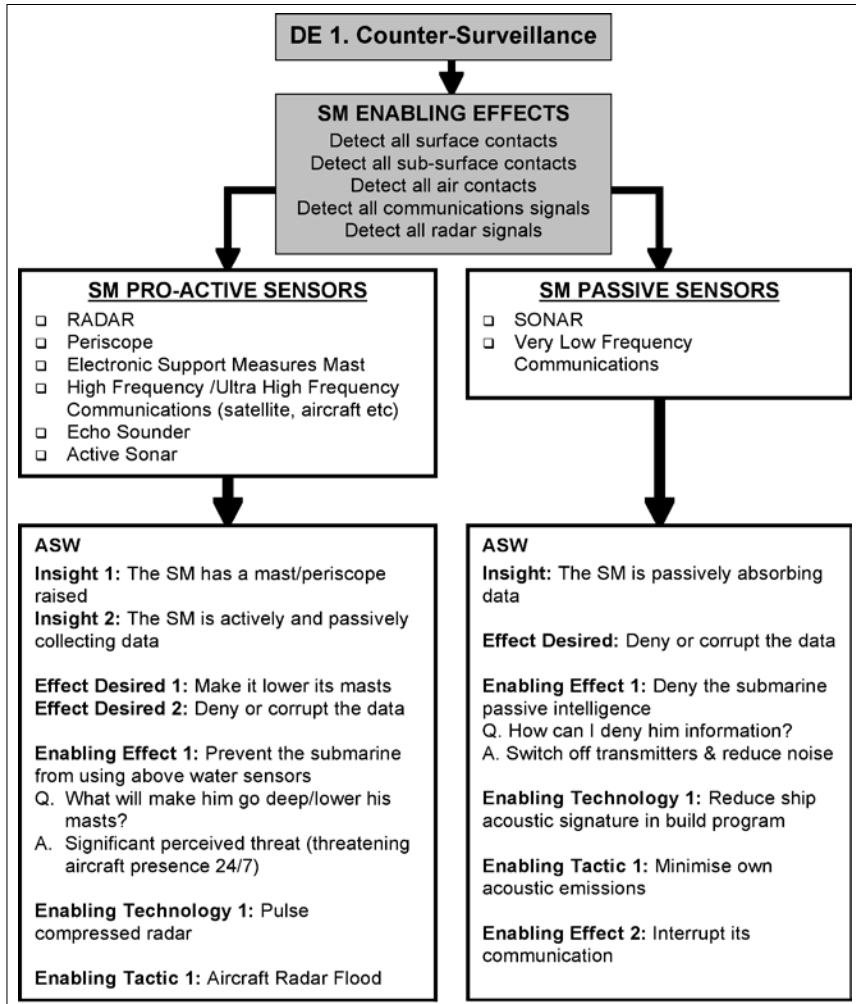 DE 1. Counter-Surveillance
SM ENABLING EFFECTS
Detect all surface contacts
Detect all sub-surface contacts
Detect all air contacts
Detect all communications signals
Detect all radar signals
SM PRO-ACTIVE SENSORS
❑ RADAR
❑ Periscope
❑ Electronic Support Measures Mast
❑ High Frequency /Ultra High Frequency
Communications (satellite, aircraft etc)
❑ Echo Sounder
❑ Active Sonar
SM PASSIVE SENSORS
❑ SONAR
❑ Very Low Frequency
Communications
ASW
Insight 1: The SM has a mast/periscope
raised
Insight 2: The SM is actively and passively
collecting data
Effect Desired 1: Make it lower its masts
Effect Desired 2: Deny or corrupt the data
Enabling Effect 1: Prevent the submarine
from using above water sensors
Q. What will make him go deep/lower his
masts?
A. Significant perceived threat (threatening
aircraft presence 24/7)
Enabling Technology 1: Pulse
compressed radar
Enabling Tactic 1: Aircraft Radar Flood
ASW
Insight: The SM is passively absorbing
data
Effect Desired: Deny or corrupt the data
Enabling Effect 1: Deny the submarine
passive intelligence
Q. How can I deny him information?
A. Switch off transmitters & reduce noise
Enabling Technology 1: Reduce ship
acoustic signature in build program
Enabling Tactic 1: Minimise own
acoustic emissions
Enabling Effect 2: Interrupt its
communication